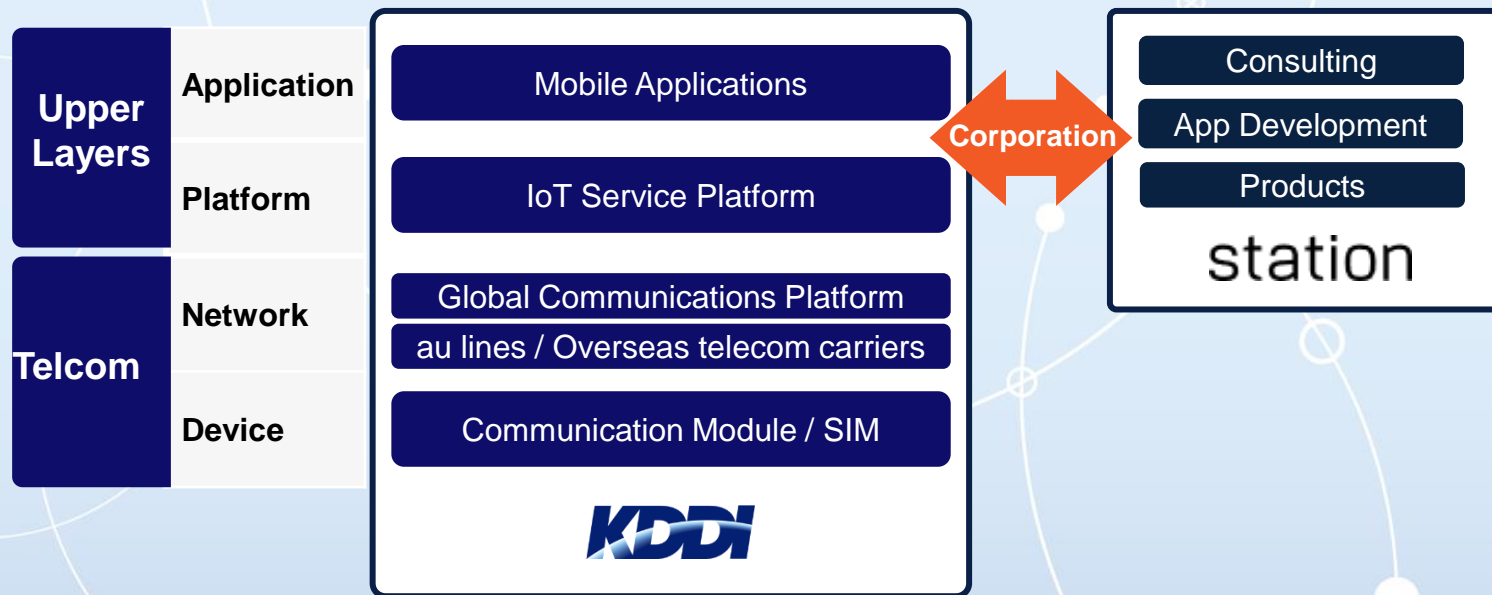 Upper
Layers
Application
Mobile Applications
Platform
IoT Service Platform
Telcom
Network
Global Communications Platform
au lines / Overseas telecom carriers
Device
Communication Module / SIM
KDDI
Corporation
Consulting
App Development
Products
station